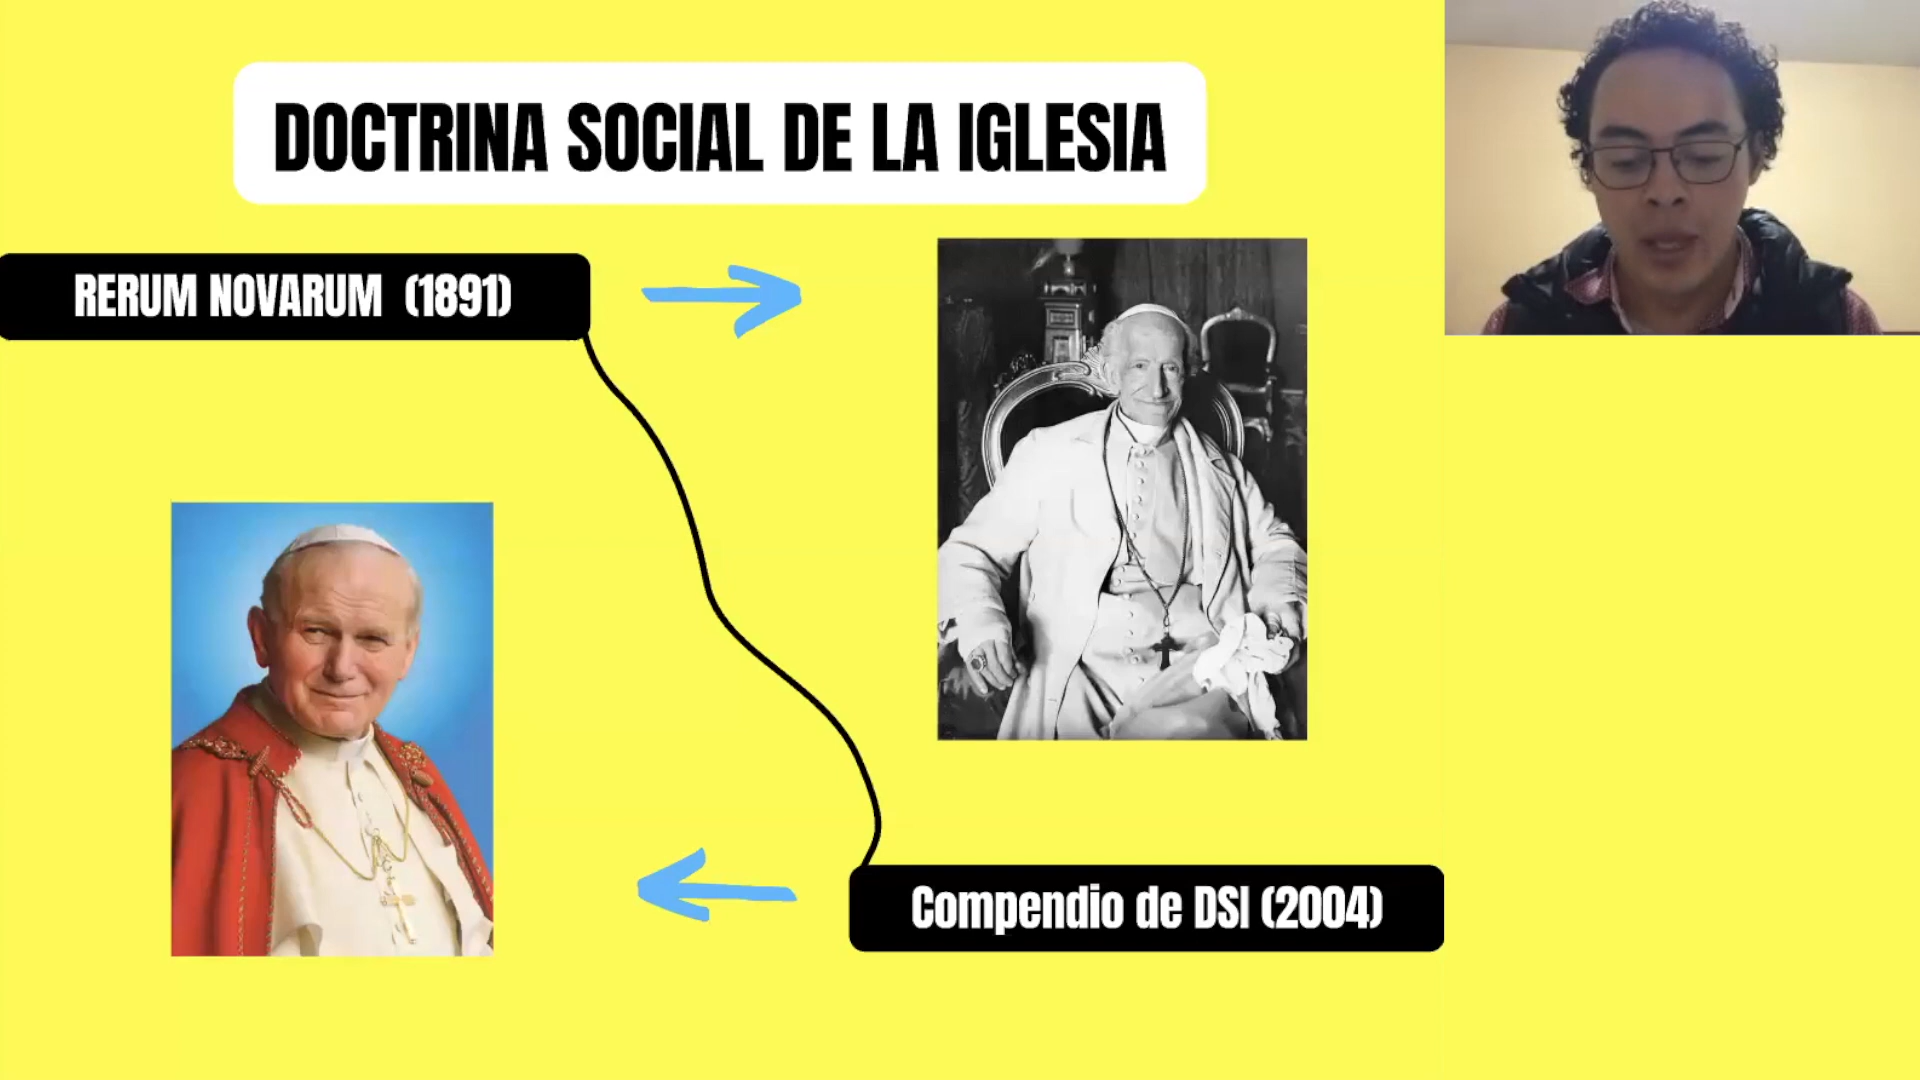 DOCTRINA SOCIAL DE LA IGLESIA
RERUM NOVARUM (1891)
Compendio de DSI (2004)